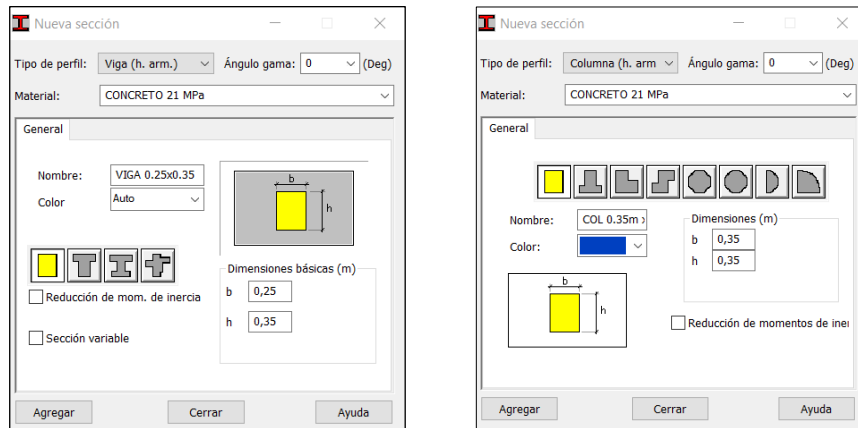 Nueva sección
Tipo de perfil: Viga (h. arm.) Ángulo gama: 0 (Deg)
Material: CONCRETO 21 MPa
General
Nombre: VIGA 0.25x0.35
Color Auto
b
h
Dimensiones básicas (m)
b 0,25
h 0,35
Reducción de mom. de inercia
Sección variable
Agregar Cerrar Ayuda
Nueva sección
Tipo de perfil: Columna (h. arm Ángulo gama: 0 (Deg)
Material: CONCRETO 21 MPa
General
Nombre: COL 0.35m x
Color:
Dimensiones (m)
b 0,35
h 0,35
b
h
Reducción de momentos de iner
Agregar Cerrar Ayuda